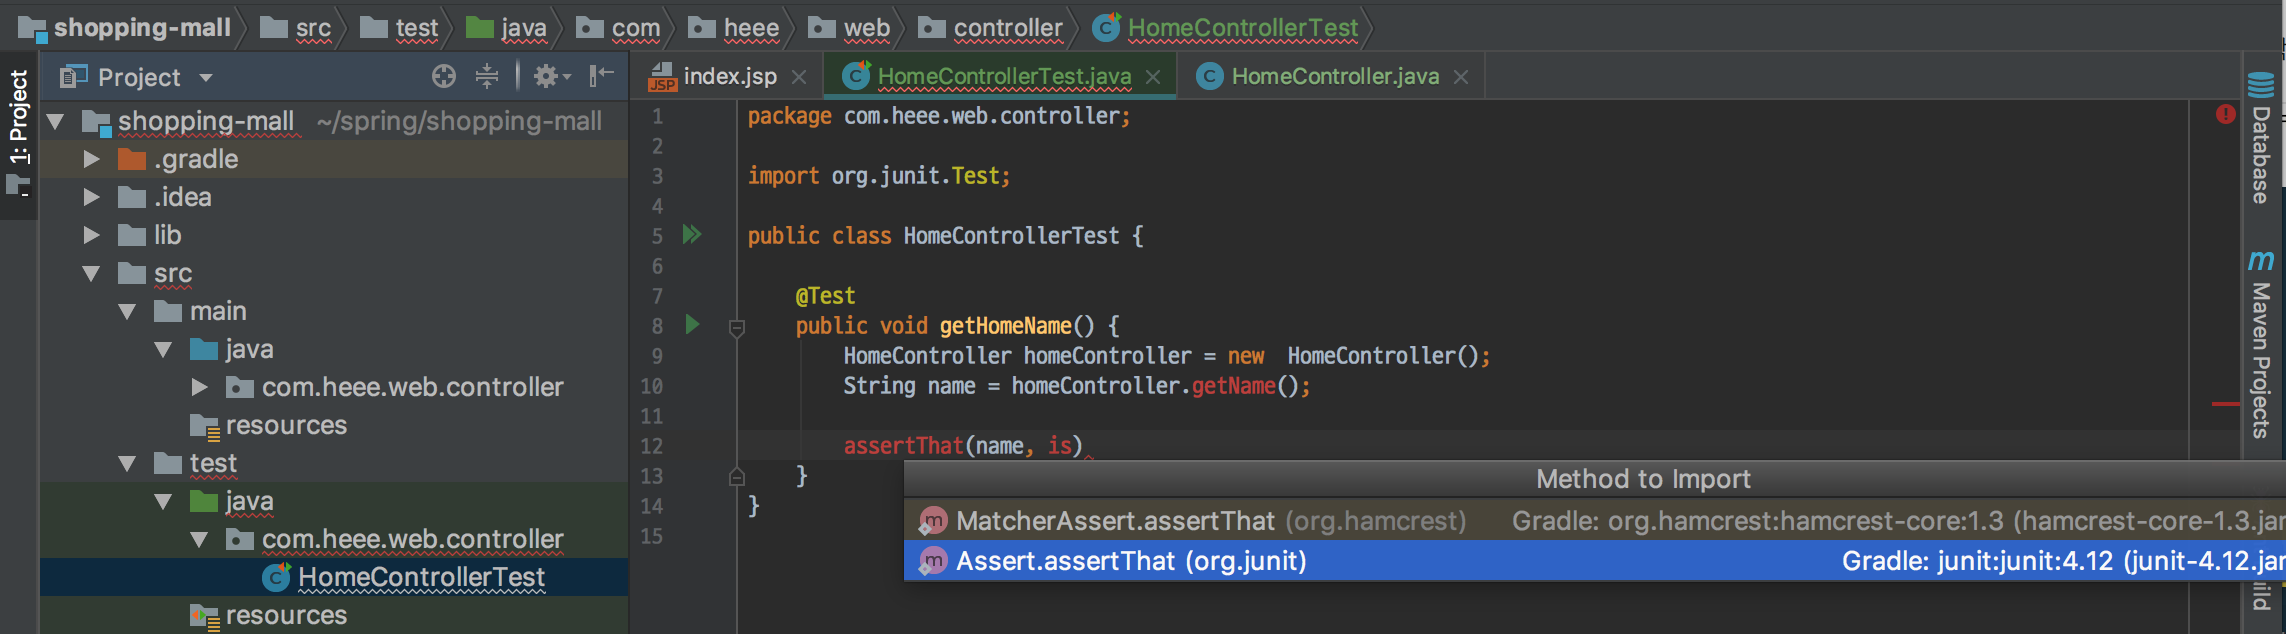 shopping-mall src test java com heee web controller HomeControllerTest
1: Project
Project
index.jsp HomeControllerTest.java HomeController.java
shopping-mall ~/spring/shopping-mall
.gradle
.idea
lib
src
main
java
com.heee.web.controller
resources
test
java
com.heee.web.controller
HomeControllerTest
resources
1 package com.heee.web.controller;
2
3 import org.junit.Test;
4
5 public class HomeControllerTest {
6
7 @Test
8 public void getHomeName() {
9 HomeController homeController = new  HomeController();
10 String name = homeController.getName();
11
12 assertThat(name, is)
13 }
14 }
15
Method to Import
MatcherAssert.assertThat (org.hamcrest) Gradle: org.hamcrest:hamcrest-core:1.3 (hamcrest-core-1.3.jar
Assert.assertThat (org.junit) Gradle: junit:junit:4.12 (junit-4.12.jar
Database
Maven Projects